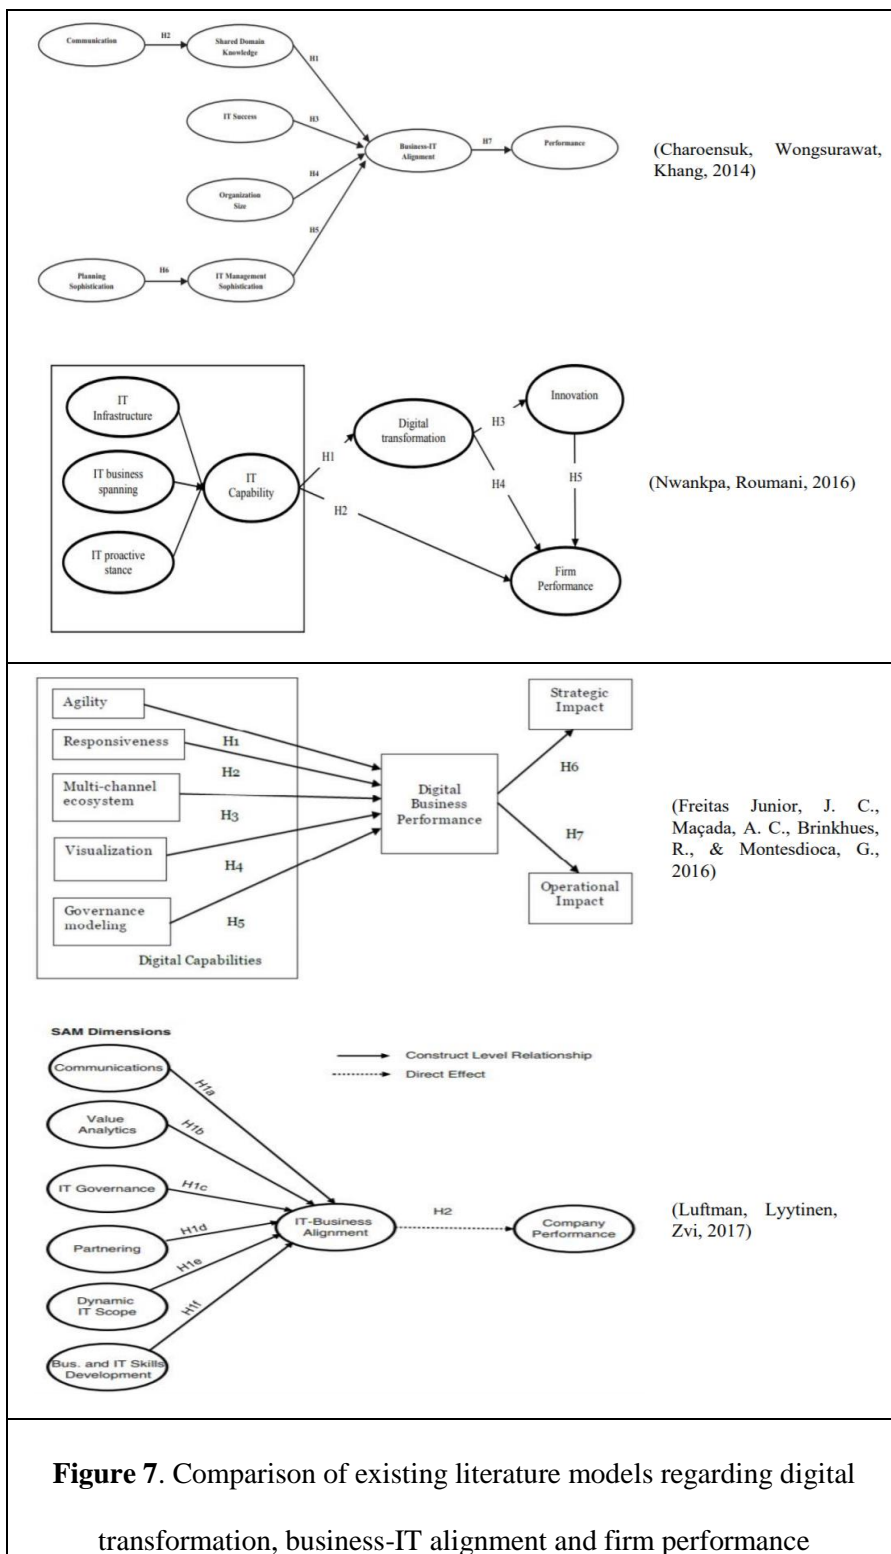 Communication
H2
Shared Domain
Knowledge
H1
IT Success
H3
Business-IT
Alignment
H7
Performance
(Charoensuk, Wongsurawat,
Khang, 2014)
H4
Organization
Size
H5
Planning
Sophistication
H6
IT Management
Sophistication
IT
Infrastructure
IT business
spanning
IT proactive
stance
IT
Capability
H1
H2
Digital
transformation
H3
H4
Innovation
H5
Firm
Performance
(Nwankpa, Roumani, 2016)
Agility
Responsiveness
Multi-channel
ecosystem
Visualization
Governance
modeling
H1
H2
H3
H4
H5
Digital Capabilities
Digital
Business
Performance
Strategic
Impact
H6
H7
Operational
Impact
(Freitas Junior, J. C.,
Maçada, A. C., Brinkhues,
R., & Montesdioca, G.,
2016)
SAM Dimensions
Communications
Value
Analytics
IT Governance
Partnering
Dynamic
IT Scope
Bus. and IT Skills
Development
H1a
H1b
H1c
H1d
H1e
H1f
Construct Level Relationship
Direct Effect
IT-Business
Alignment
H2
Company
Performance
(Luftman, Lyytinen,
Zvi, 2017)
Figure 7. Comparison of existing literature models regarding digital
transformation, business-IT alignment and firm performance